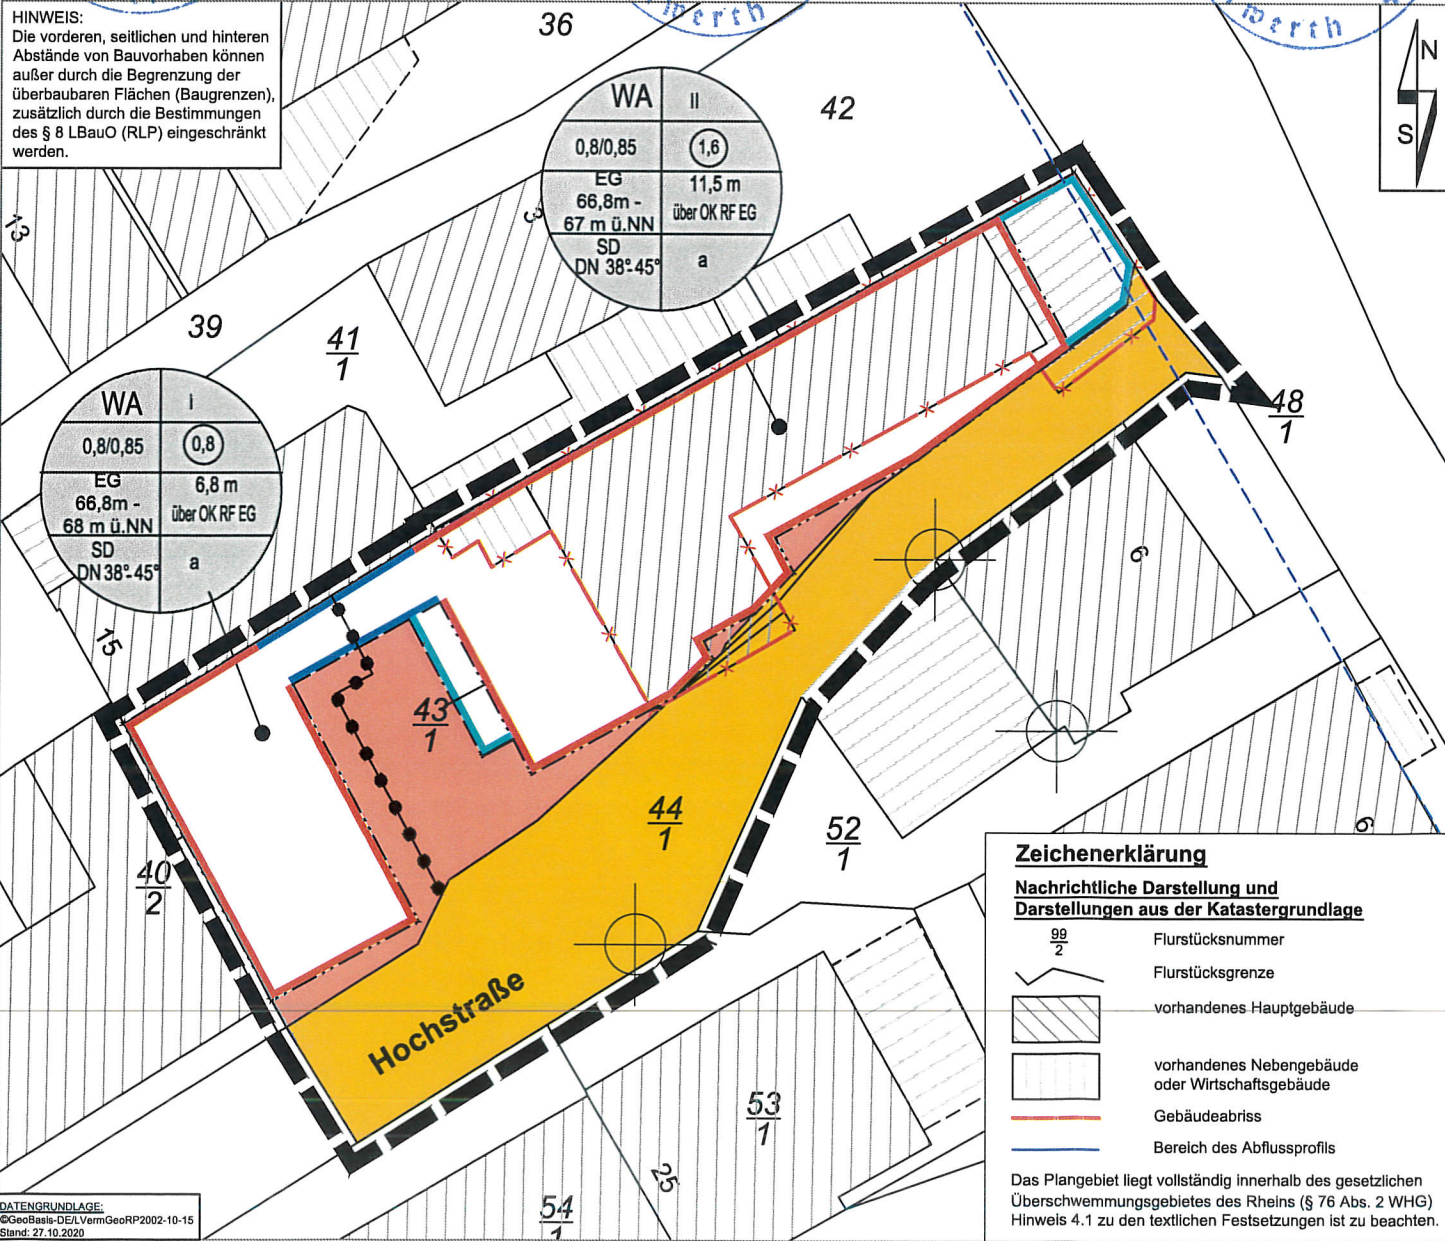 HINWEIS:
Die vorderen, seitlichen und hinteren
Abstände von Bauvorhaben können
außer durch die Begrenzung der
überbaubaren Flächen (Baugrenzen),
zusätzlich durch die Bestimmungen
des § 8 LBauO (RLP) eingeschränkt
werden.
36
werth
werth
N
S
42
WA
II
0,8/0,85
1,6
EG
66,8m -
67 m ü.NN
11,5 m
über OK RF EG
SD
DN 38°-45°
a
13
3
39
41
1
48
1
WA
I
0,8/0,85
0,8
EG
66,8m -
68 m ü.NN
6,8 m
über OK RF EG
SD
DN 38°-45°
a
15
6
43
1
44
1
52
1
40
2
6
Hochstraße
53
1
25
54
1
Zeichenerklärung
Nachrichtliche Darstellung und
Darstellungen aus der Katastergrundlage
99
2
Flurstücksnummer
Flurstücksgrenze
vorhandenes Hauptgebäude
vorhandenes Nebengebäude
oder Wirtschaftsgebäude
Gebäudeabriss
Bereich des Abflussprofils
Das Plangebiet liegt vollständig innerhalb des gesetzlichen
Überschwemmungsgebietes des Rheins (§ 76 Abs. 2 WHG)
Hinweis 4.1 zu den textlichen Festsetzungen ist zu beachten.
DATENGRUNDLAGE:
©GeoBasis-DE/LVermGeoRP2002-10-15
Stand: 27.10.2020